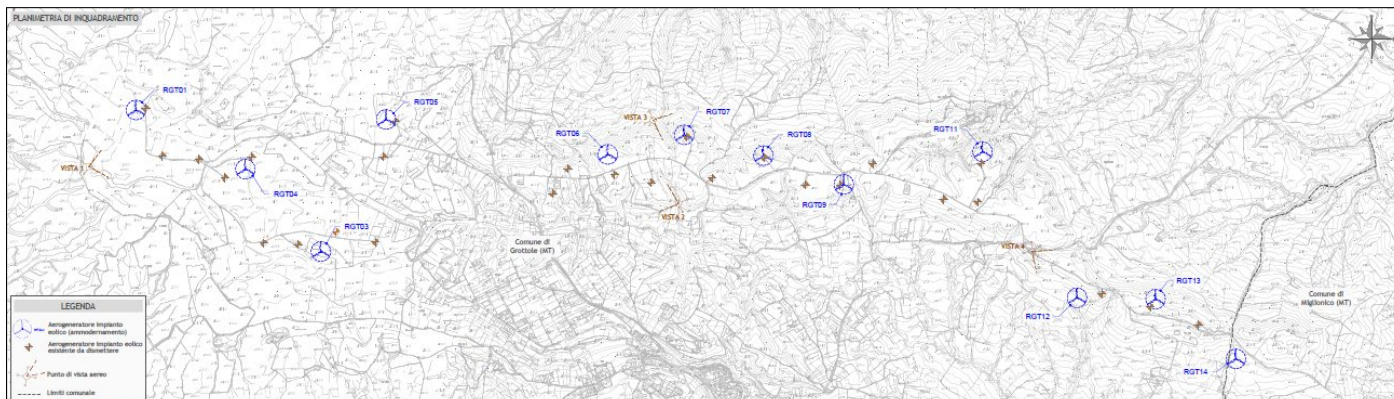 PLANIMETRIA DI INQUADRAMENTO
RGT01
RGT05
VISTA 3
RGT07
RGT06
RGT08
RGT11
VISTA 1
RGT04
RGT09
VISTA 2
RGT03
Comune di
Grottole (MT)
VISTA 4
RGT13
Comune di
Miglionico (MT)
RGT12
RGT14
LEGENDA
Aerogeneratore impianto
eolico (ammodernamento)
Aerogeneratore impianto eolico
esistente da dismettere
Punto di vista aereo
Limiti comunale